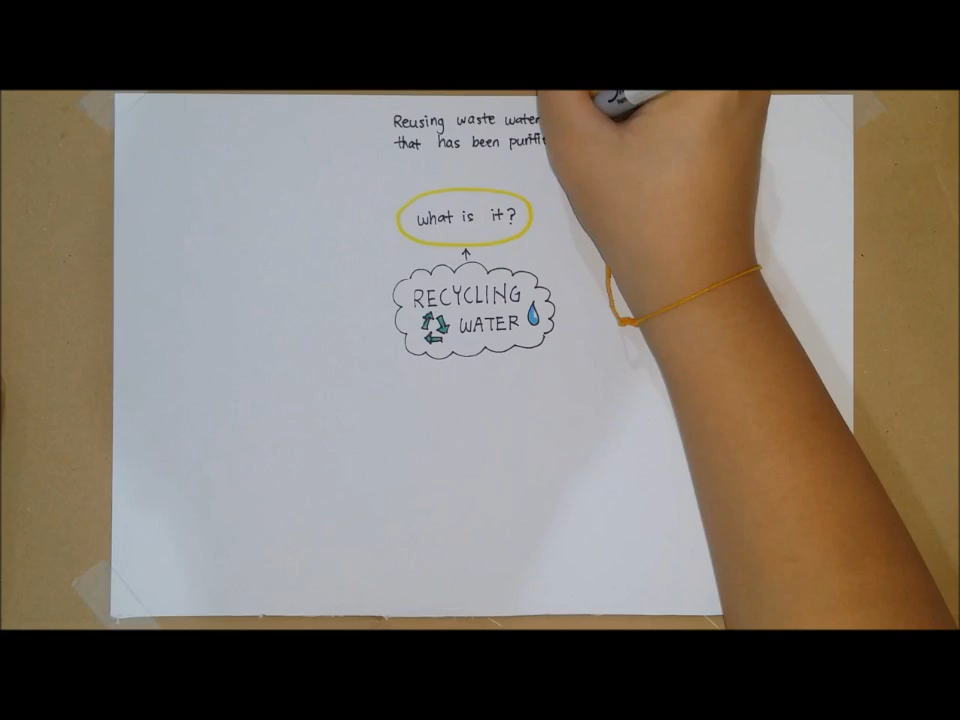 Reusing waste water
that has been
what is it?
RECYCLING
WATER